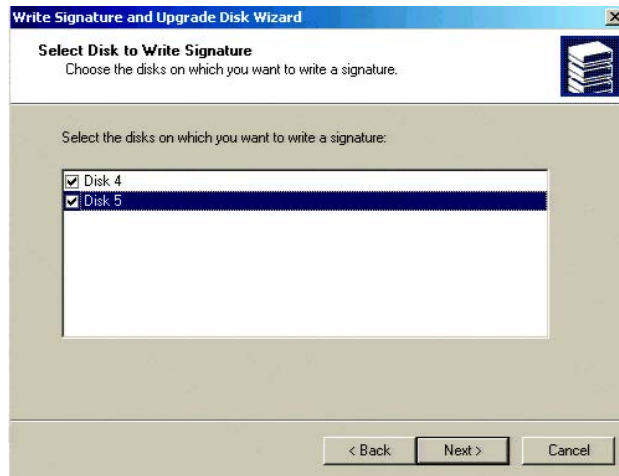 Write Signature and Upgrade Disk Wizard
Select Disk to Write Signature
Choose the disks on which you want to write a signature.
Select the disks on which you want to write a signature:
Disk 4
Disk 5
< Back
Next >
Cancel